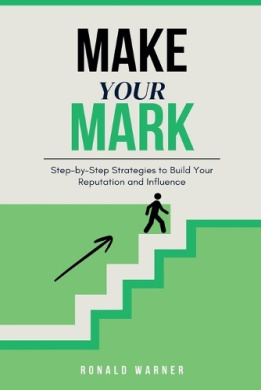 MAKE
YOUR
MARK
Step-by-Step Strategies to Build Your
Reputation and Influence
RONALD WARNER